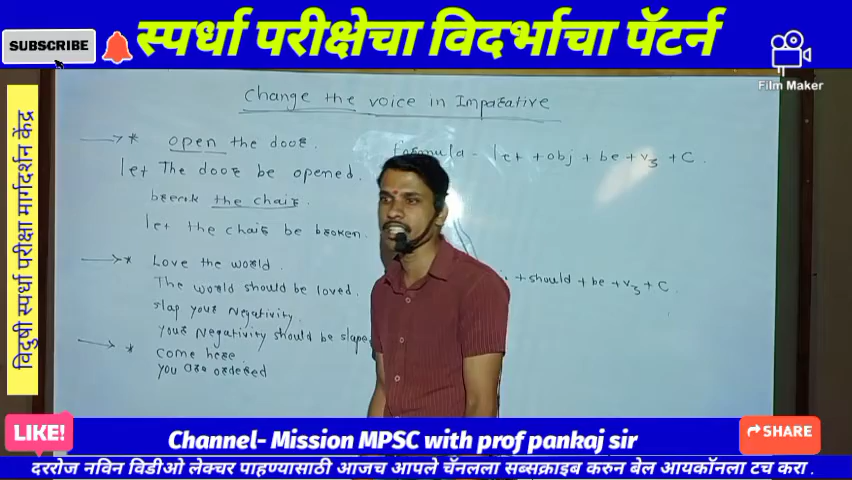 SUBSCRIBE
स्पर्धा परीक्षेचा विदर्भाचा पॅटर्न
Film Maker
विदुषी स्पर्धा परीक्षा मार्गदर्शन केंद्र
Change the voice in Imparative
* open the door.
Formula - let + obj + be + v3 + C.
let The door be opened.
break the chair.
let the chair be broken.
* Love the world.
The world should be loved.
+ should + be + v3 + C.
slap your Negativity.
your Negativity should be slape
* come here.
you are ordered
LIKE!
Channel- Mission MPSC with prof pankaj sir
SHARE
दररोज नविन विडीओ लेक्चर पाहण्यासाठी आजच आपले चॅनलला सब्सक्राइब करुन बेल आयकॉनला टच करा .